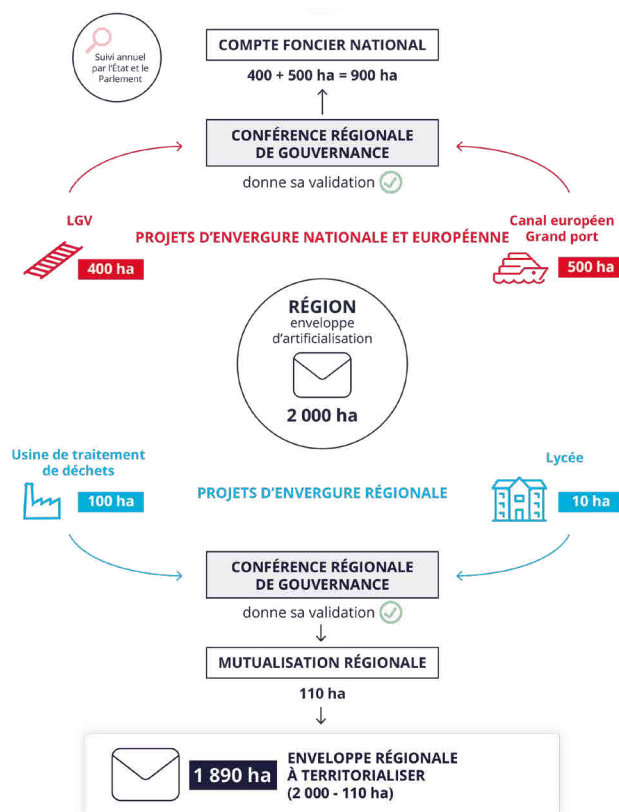 Suivi annuel
par l'État et le
Parlement
COMPTE FONCIER NATIONAL
400 + 500 ha = 900 ha
CONFÉRENCE RÉGIONALE
DE GOUVERNANCE
donne sa validation
LGV
400 ha
PROJETS D'ENVERGURE NATIONALE ET EUROPÉENNE
Canal européen
Grand port
500 ha
RÉGION
enveloppe
d'artificialisation
2 000 ha
Usine de traitement
de déchets
100 ha
PROJETS D'ENVERGURE RÉGIONALE
Lycée
10 ha
CONFÉRENCE RÉGIONALE
DE GOUVERNANCE
donne sa validation
MUTUALISATION RÉGIONALE
110 ha
1 890 ha
ENVELOPPE RÉGIONALE
À TERRITORIALISER
(2 000 - 110 ha)